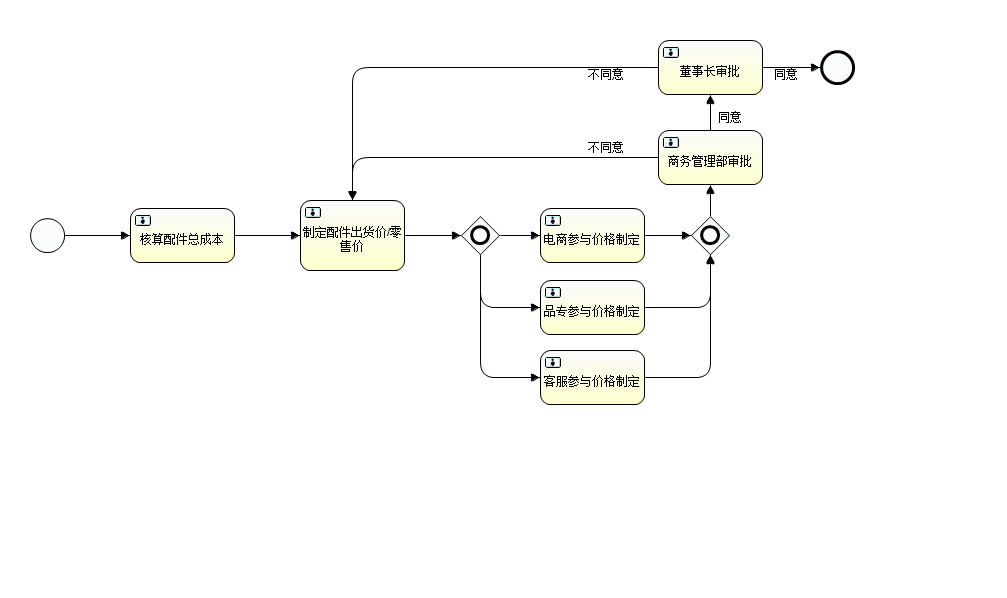 董事长审批
不同意
同意
同意
不同意
商务管理部审批
核算配件总成本
制定配件出货价/零
售价
电商参与价格制定
品专参与价格制定
客服参与价格制定